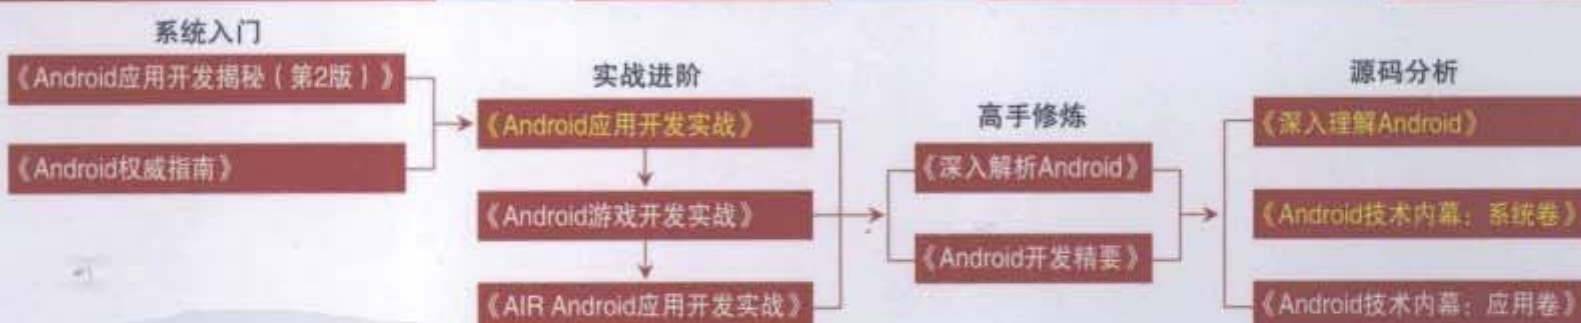 系统入门
《Android应用开发揭秘（第2版）》
《Android权威指南》
实战进阶
《Android应用开发实战》
《Android游戏开发实战》
《AIR Android应用开发实战》
高手修炼
《深入解析Android》
《Android开发精要》
源码分析
《深入理解Android》
《Android技术内幕：系统卷》
《Android技术内幕：应用卷》